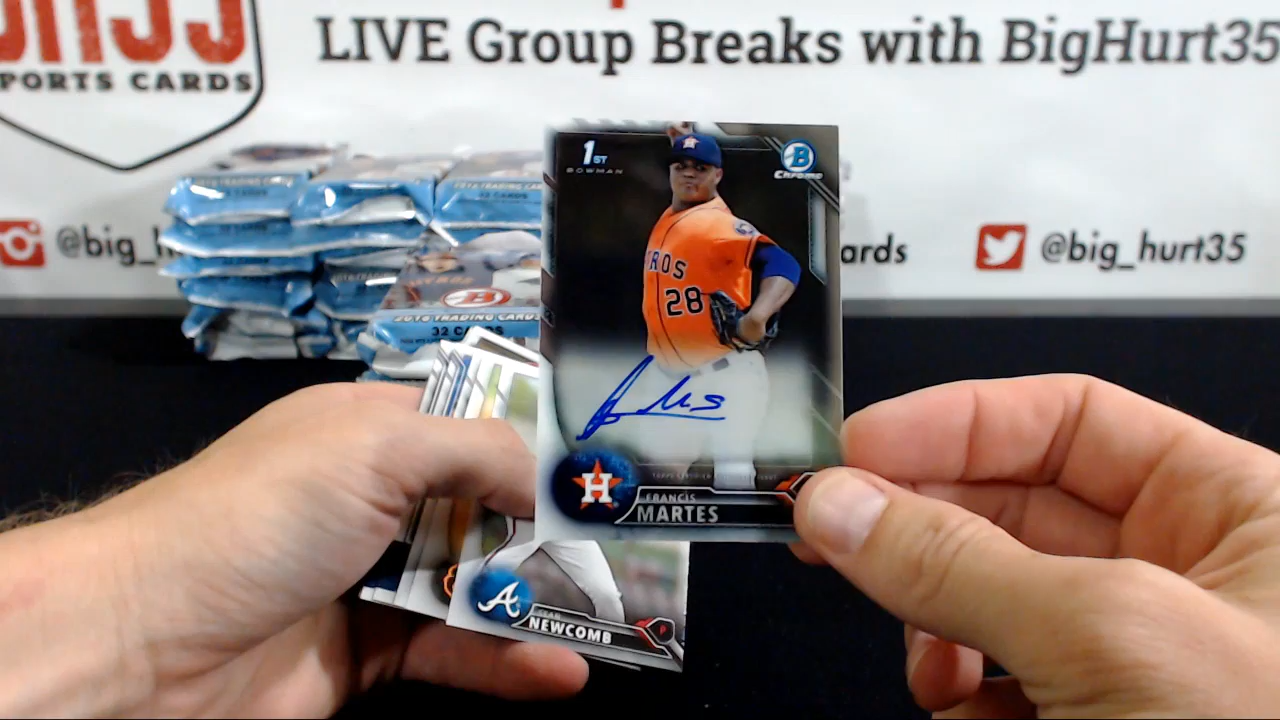 LIVE Group Breaks with BigHurt35
PORTS CARDS
@big_h
ards
@big_hurt35
2016 TRADING CARDS
32 CARDS
1ST
BOWMAN
B
Chrome
ROS
28
H
FRANCIS
MARTES
A
SEAN
NEWCOMB
P